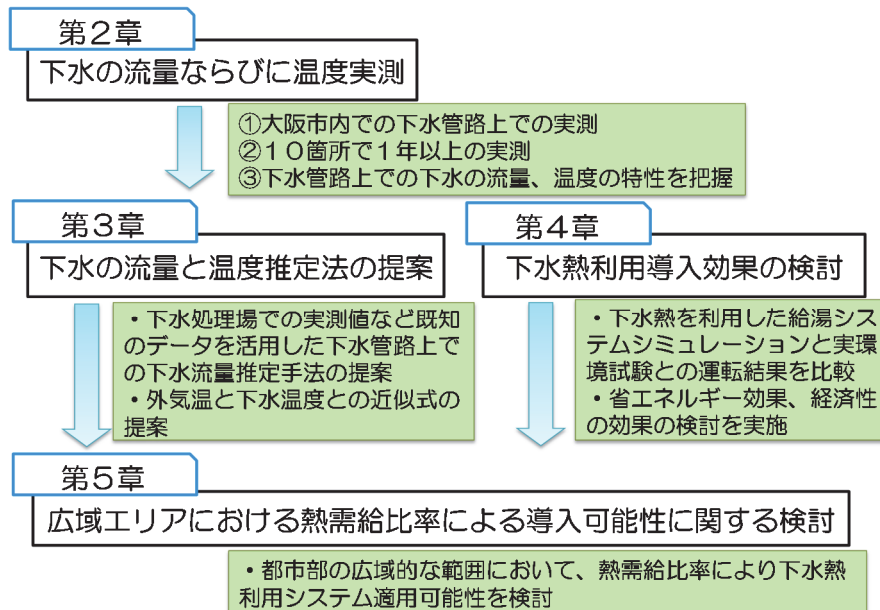 第2章
下水の流量ならびに温度実測
①大阪市内での下水管路上での実測
②10箇所で1年以上の実測
③下水管路上での下水の流量、温度の特性を把握
第3章
下水の流量と温度推定法の提案
・下水処理場での実測値など既知
のデータを活用した下水管路上で
の下水流量推定手法の提案
・外気温と下水温度との近似式の
提案
第4章
下水熱利用導入効果の検討
・下水熱を利用した給湯シス
テムシミュレーションと実環
境試験との運転結果を比較
・省エネルギー効果、経済性
の効果の検討を実施
第5章
広域エリアにおける熱需給比率による導入可能性に関する検討
・都市部の広域的な範囲において、熱需給比率により下水熱
利用システム適用可能性を検討